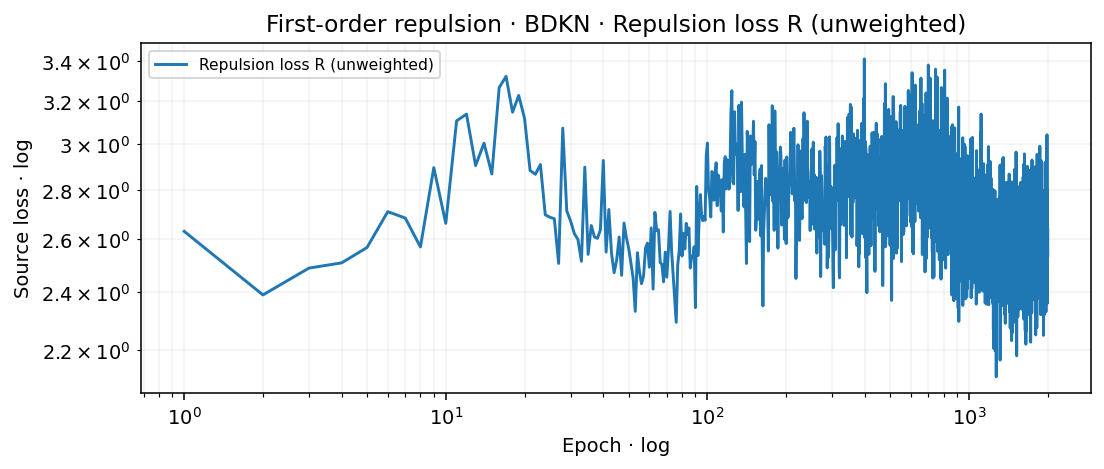 First-order repulsion · BDKN · Repulsion loss R (unweighted)
Repulsion loss R (unweighted)
Source loss · log
3.4 × 10⁰
3.2 × 10⁰
3 × 10⁰
2.8 × 10⁰
2.6 × 10⁰
2.4 × 10⁰
2.2 × 10⁰
10⁰ 10¹ 10² 10³
Epoch · log